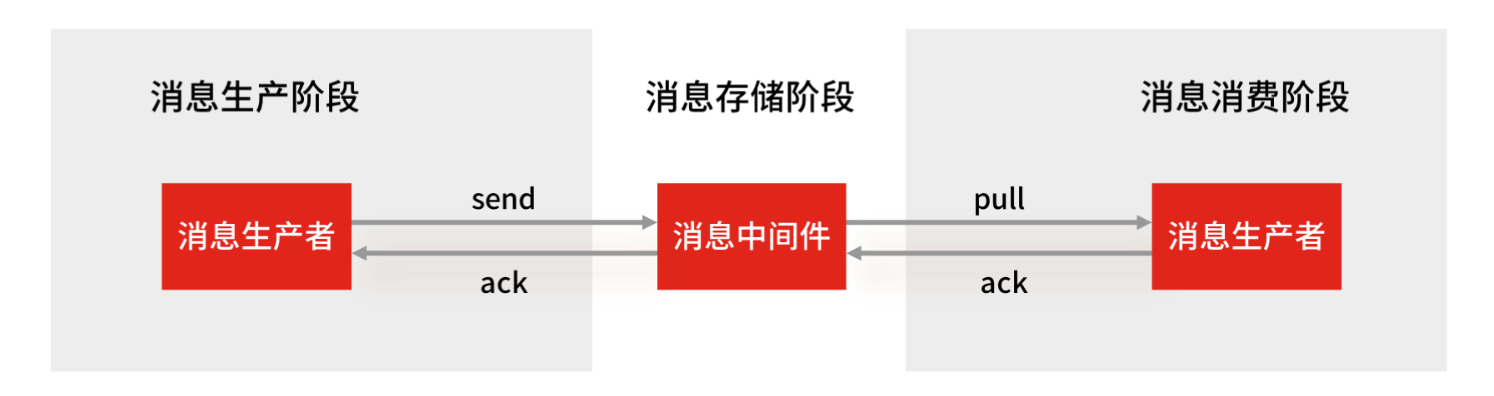 消息生产阶段
消息存储阶段
消息消费阶段
消息生产者
send
ack
消息中间件
pull
ack
消息生产者